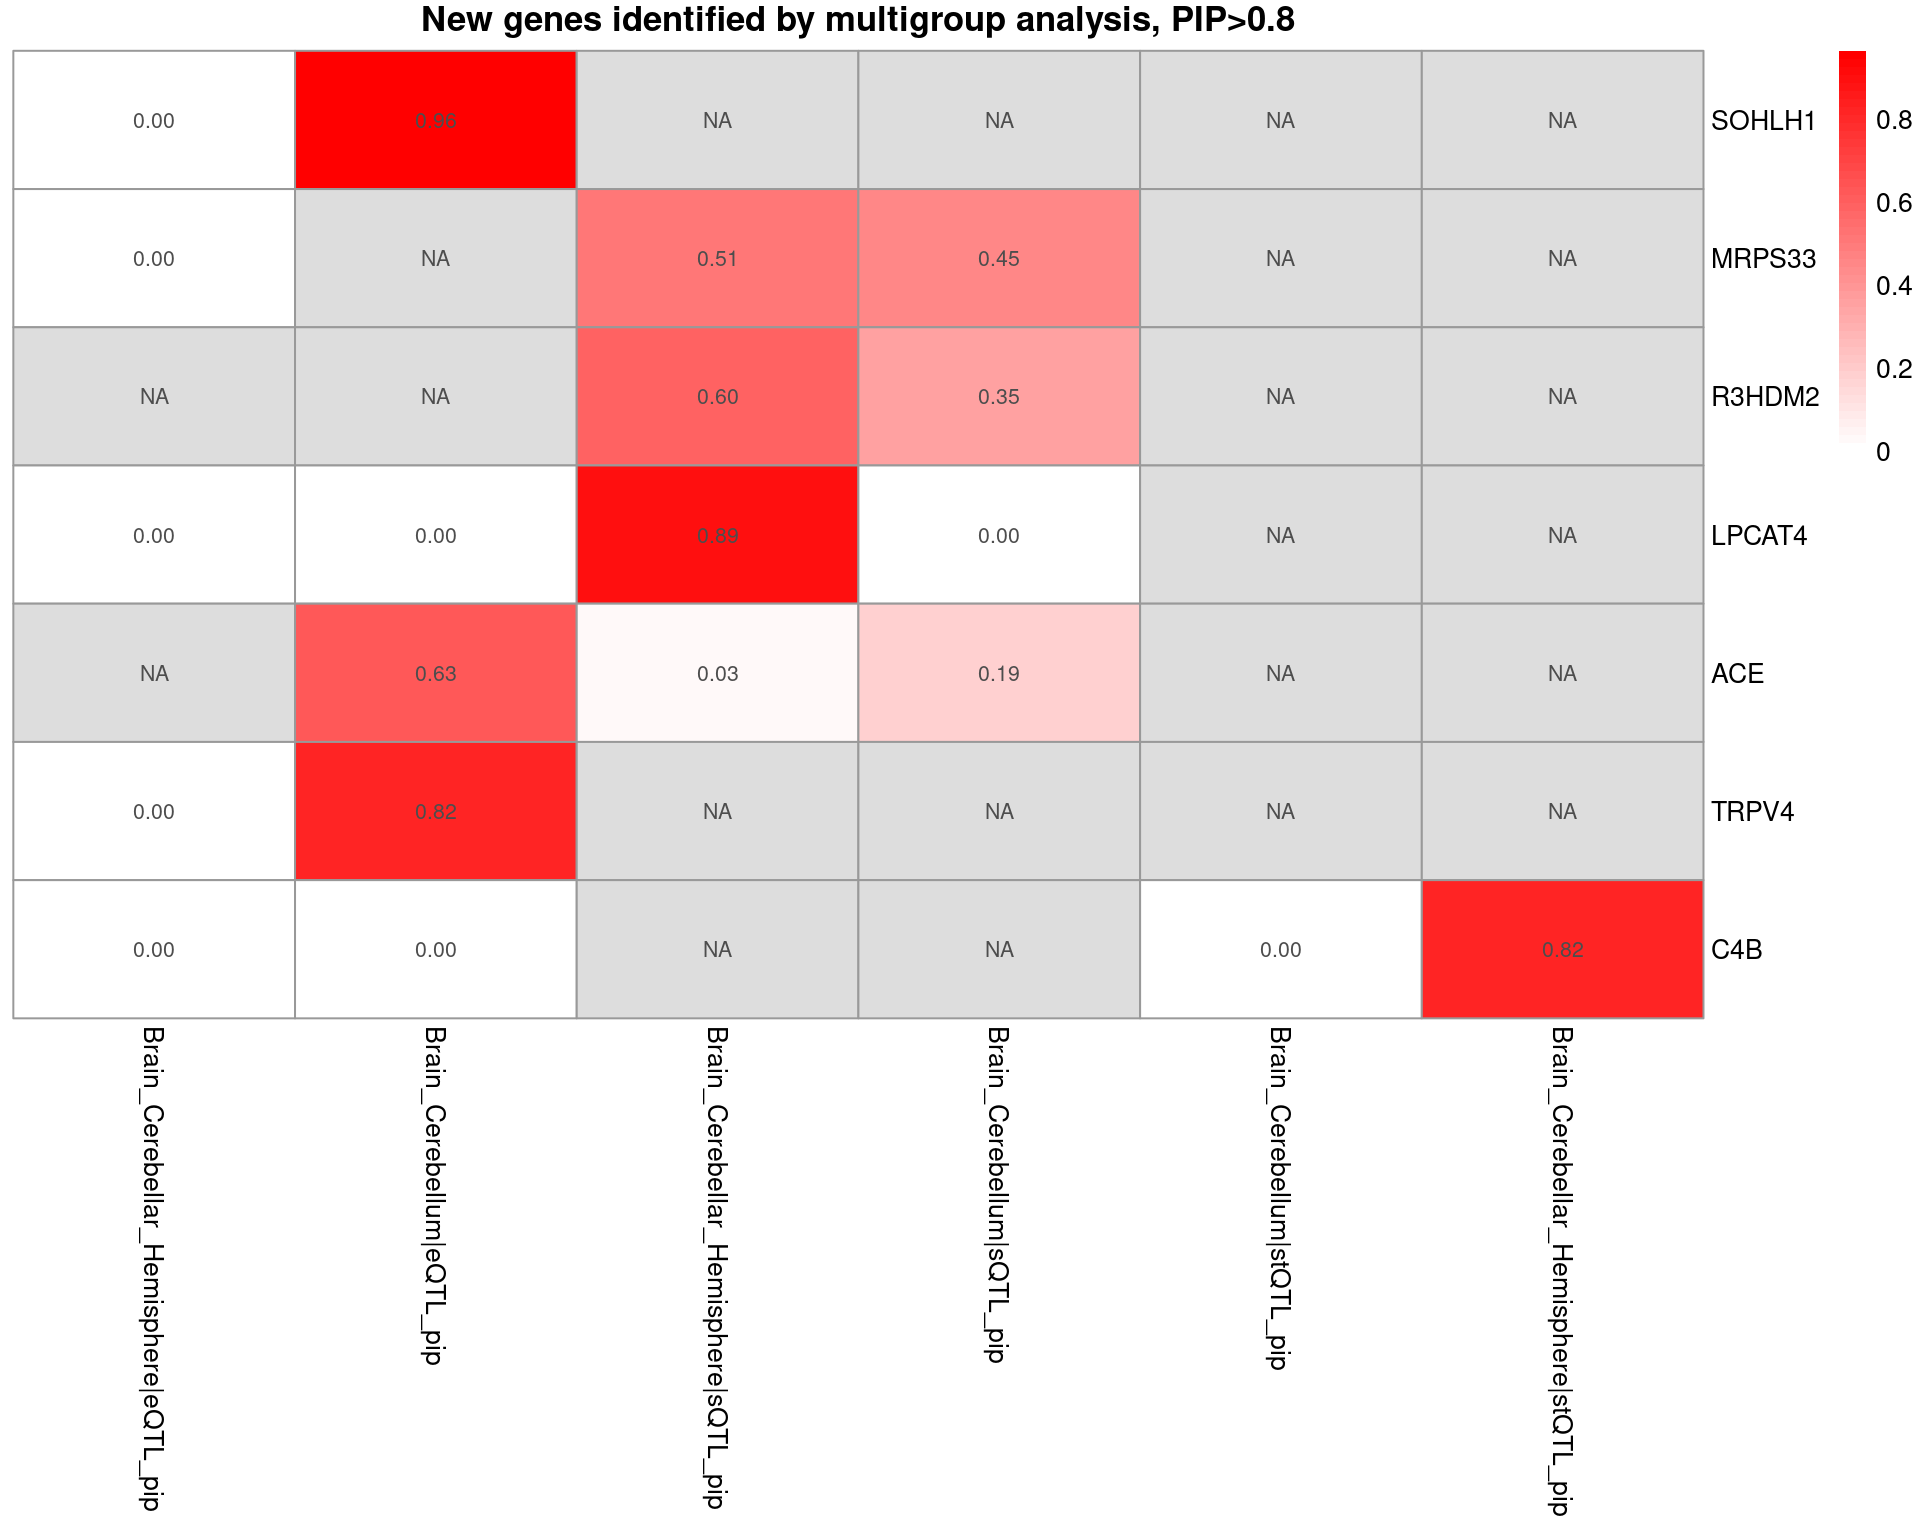 New genes identified by multigroup analysis, PIP>0.8
0.00 0.96 NA NA NA NA SOHLH1
0.00 NA 0.51 0.45 NA NA MRPS33
NA NA 0.60 0.35 NA NA R3HDM2
0.00 0.00 0.89 0.00 NA NA LPCAT4
NA 0.63 0.03 0.19 NA NA ACE
0.00 0.82 NA NA NA NA TRPV4
0.00 0.00 NA NA 0.00 0.82 C4B
Brain_Cerebellar_Hemisphere|eQTL_pip
Brain_Cerebellum|eQTL_pip
Brain_Cerebellar_Hemisphere|sQTL_pip
Brain_Cerebellum|sQTL_pip
Brain_Cerebellum|stQTL_pip
Brain_Cerebellar_Hemisphere|stQTL_pip
0.8
0.6
0.4
0.2
0